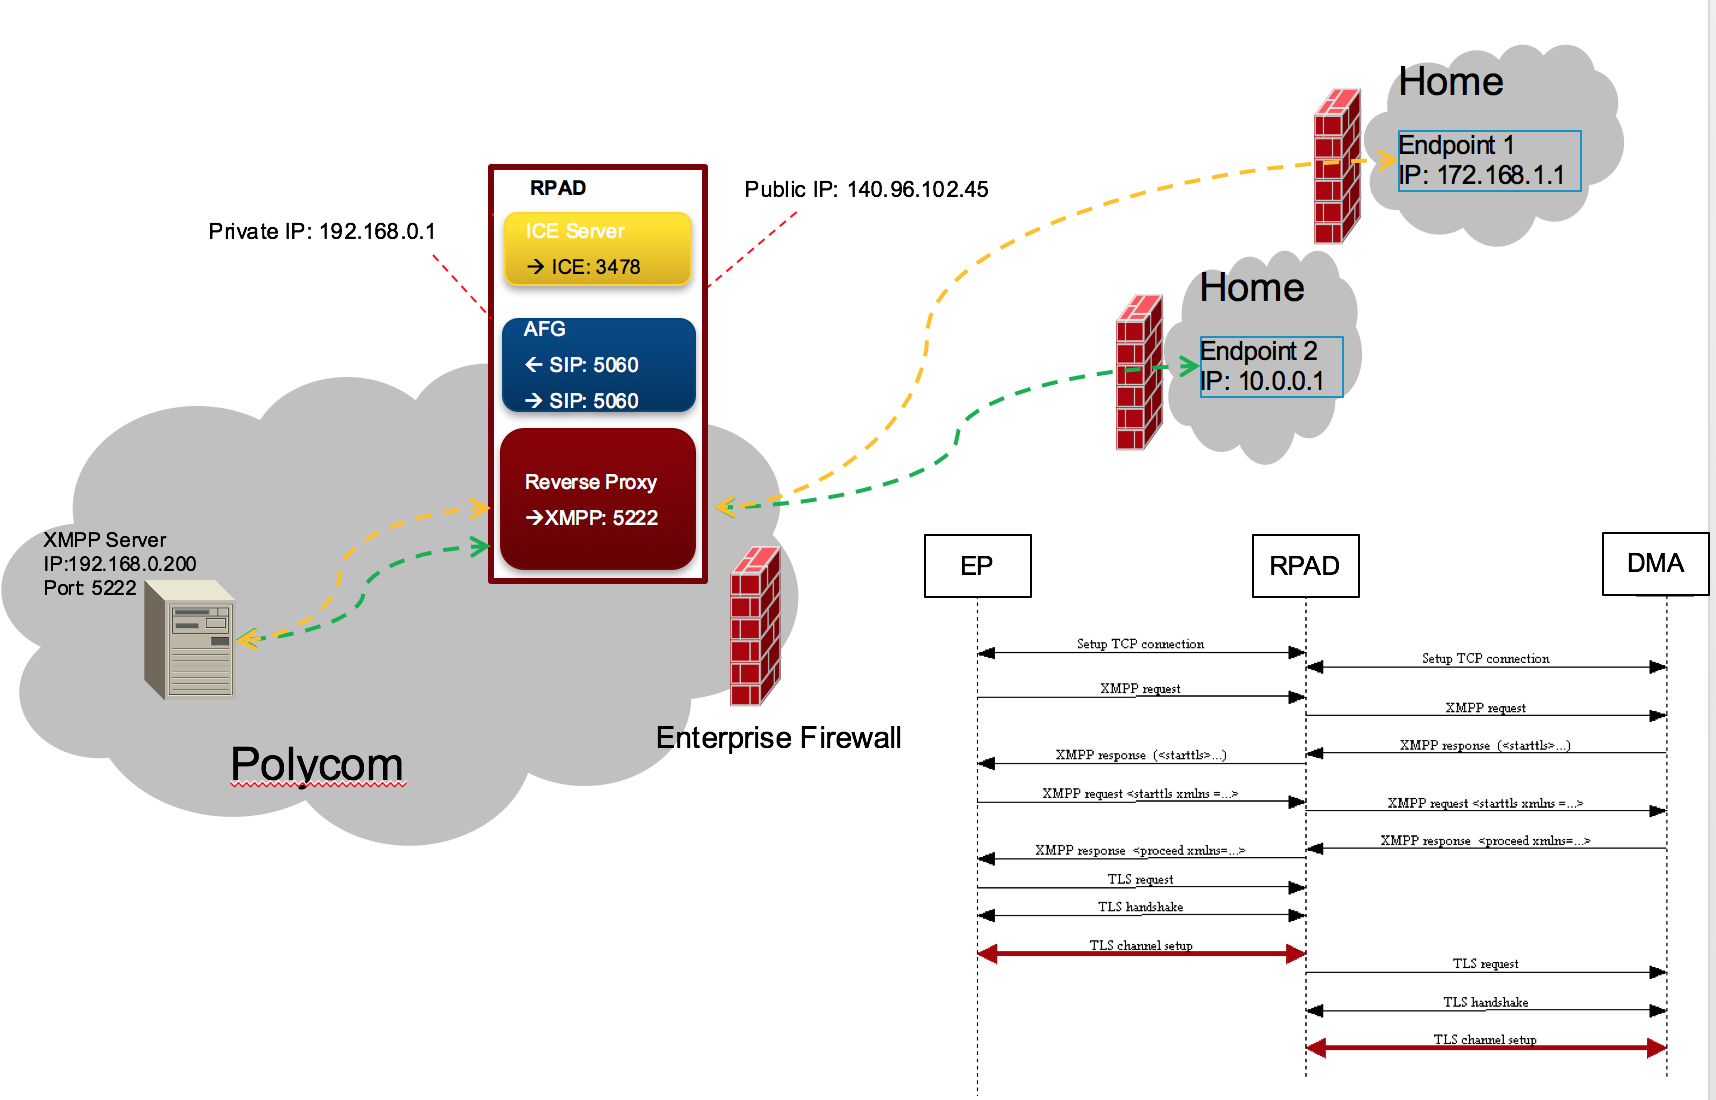 Home
Endpoint 1
IP: 172.168.1.1
RPAD
Public IP: 140.96.102.45
Private IP: 192.168.0.1
ICE Server
→ ICE: 3478
Home
AFG
← SIP: 5060
→ SIP: 5060
Endpoint 2
IP: 10.0.0.1
Reverse Proxy
→XMPP: 5222
XMPP Server
IP:192.168.0.200
Port: 5222
Enterprise Firewall
Polycom
EP
RPAD
DMA
Setup TCP connection
Setup TCP connection
XMPP request
XMPP request
XMPP response (<starttls>...)
XMPP response (<starttls>...)
XMPP request <starttls xmlns =...>
XMPP request <starttls xmlns =...>
XMPP response <proceed xmlns=...>
XMPP response <proceed xmlns=...>
TLS request
TLS handshake
TLS channel setup
TLS request
TLS handshake
TLS channel setup